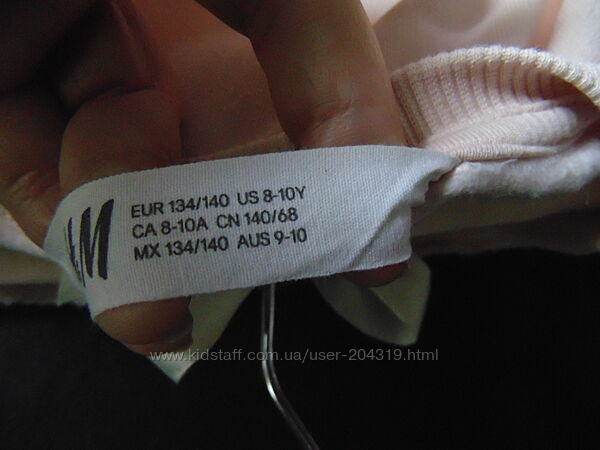 EUR 134/140 US 8-10Y
CA 8-10A CN 140/68
MX 134/140 AUS 9-10
www.kidstaff.com.ua/user-204319.html